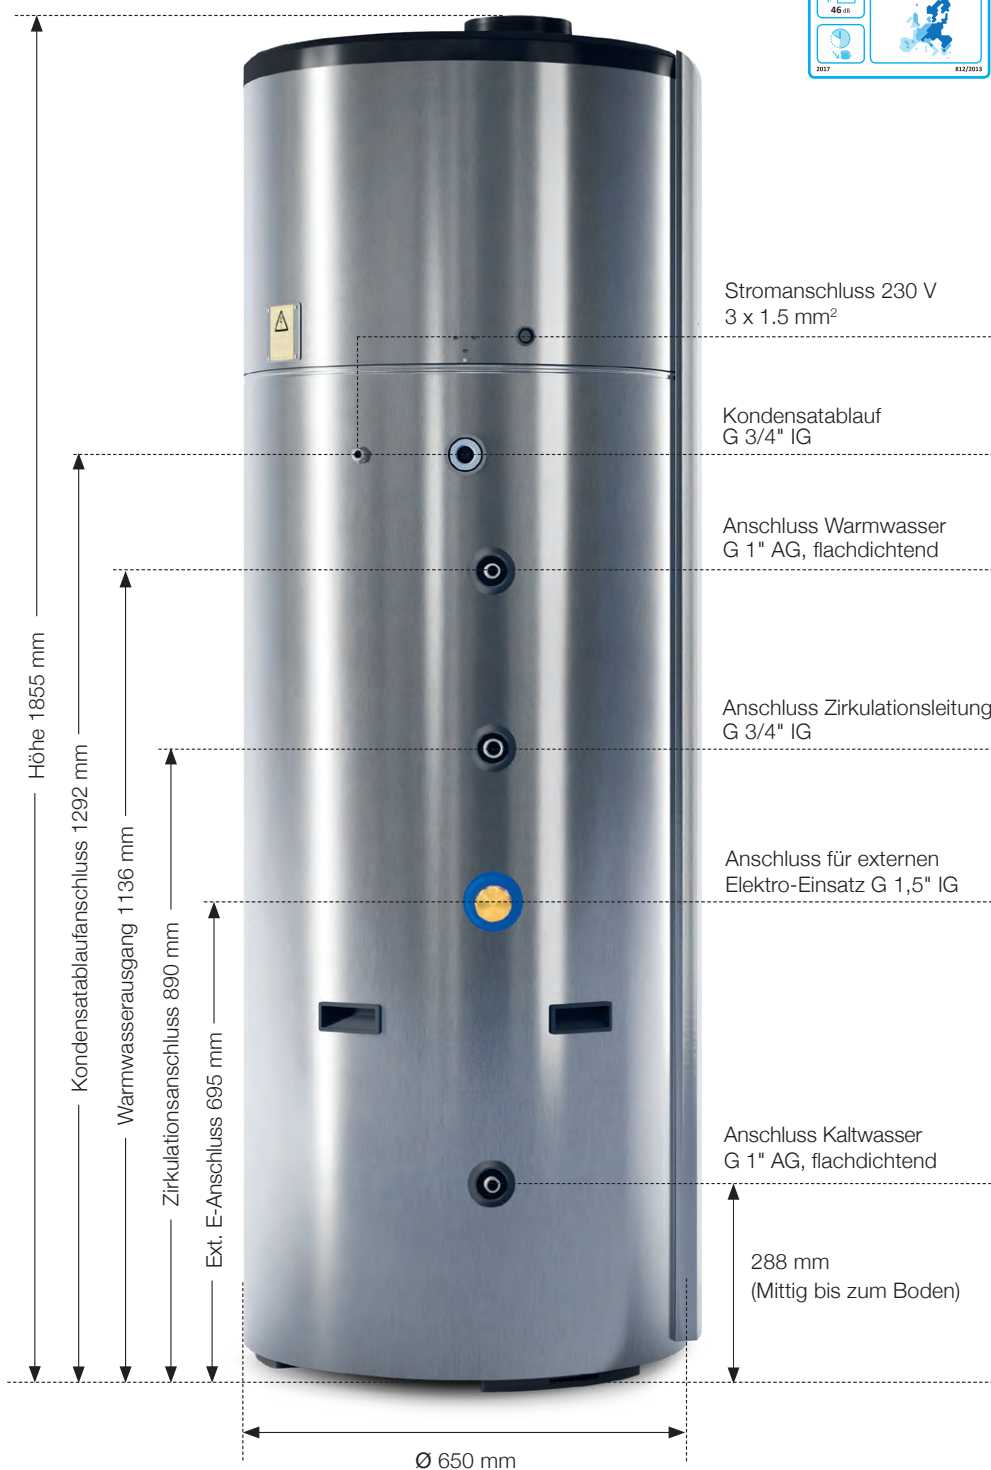 46 dB
2017
812/2013
Stromanschluss 230 V
3 x 1.5 mm²
Kondensatablauf
G 3/4" IG
Anschluss Warmwasser
G 1" AG, flachdichtend
Anschluss Zirkulationsleitung
G 3/4" IG
Anschluss für externen
Elektro-Einsatz G 1,5" IG
Anschluss Kaltwasser
G 1" AG, flachdichtend
288 mm
(Mittig bis zum Boden)
Höhe 1855 mm
Kondensatablaufanschluss 1292 mm
Warmwasserausgang 1136 mm
Zirkulationsanschluss 890 mm
Ext. E-Anschluss 695 mm
Ø 650 mm